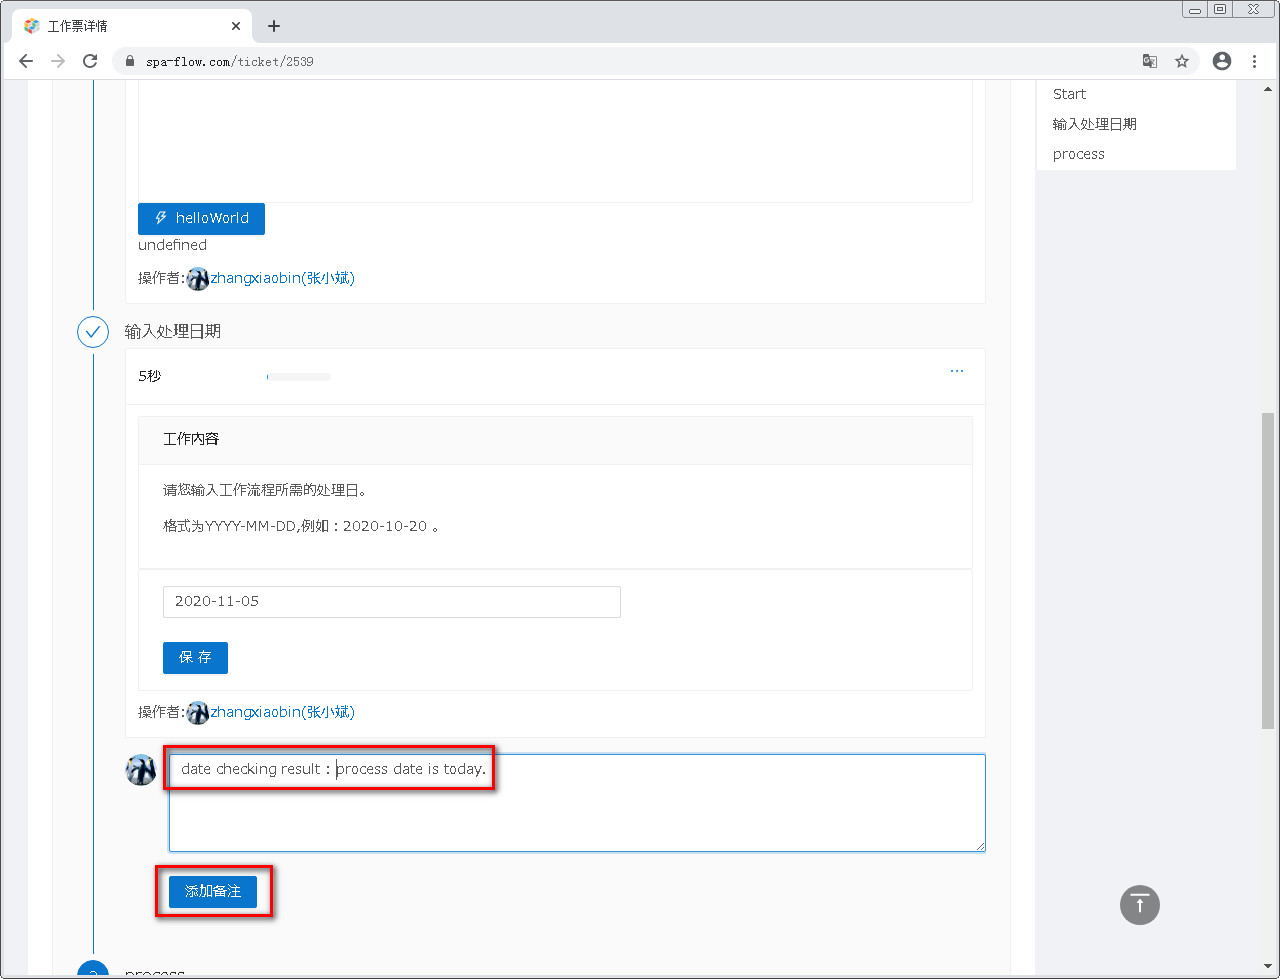 工作票详情
spa-flow.com/ticket/2539
Start
输入处理日期
process
helloWorld
undefined
操作者:zhangxiaobin(张小斌)
输入处理日期
5秒
工作内容
请您输入工作流程所需的处理日。
格式为YYYY-MM-DD,例如：2020-10-20 。
2020-11-05
保 存
操作者:zhangxiaobin(张小斌)
date checking result : process date is today.
添加备注
process